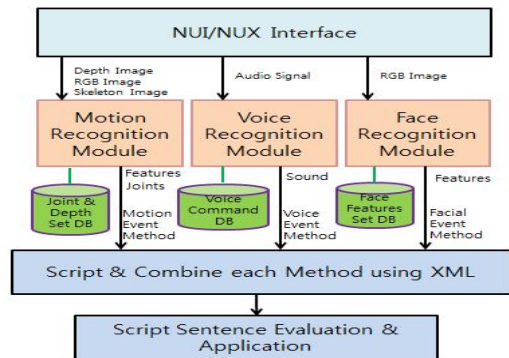 NUI/NUX Interface
Depth Image
RGB Image
Skeleton Image
Audio Signal
RGB Image
Motion
Recognition
Module
Voice
Recognition
Module
Face
Recognition
Module
Features
Joints
Sound
Features
Joint &
Depth
Set DB
Motion
Event
Method
Voice
Command
DB
Voice
Event
Method
Face
Features
Set DB
Facial
Event
Method
Script & Combine each Method using XML
Script Sentence Evaluation &
Application